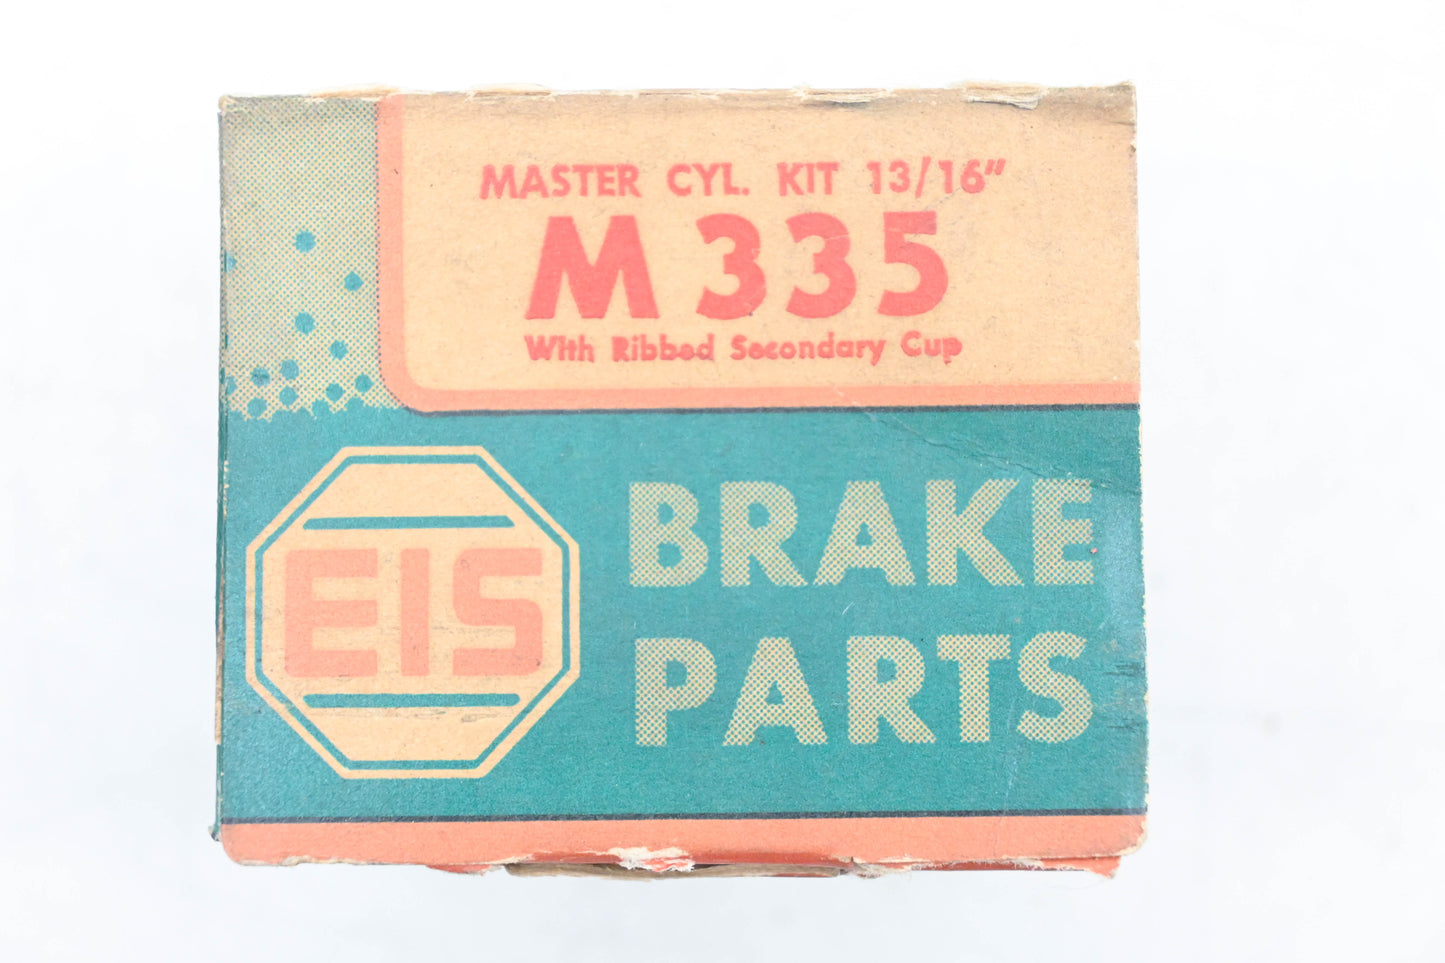 MASTER CYL. KIT 13/16"
M 335
With Ribbed Secondary Cup
EIS
BRAKE
PARTS